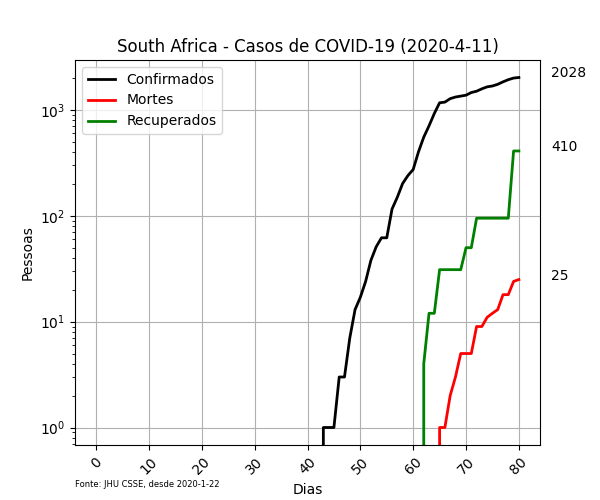 South Africa - Casos de COVID-19 (2020-4-11)
Confirmados
Mortes
Recuperados
2028
410
25
10³
10²
10¹
10⁰
Pessoas
0 10 20 30 40 50 60 70 80
Dias
Fonte: JHU CSSE, desde 2020-1-22